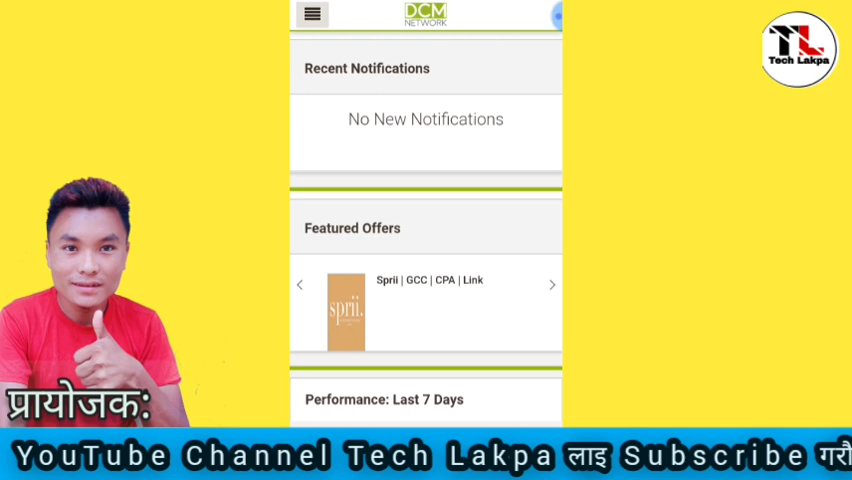 DCM
NETWORK
TL
Tech Lakpa
Recent Notifications
No New Notifications
Featured Offers
Sprii | GCC | CPA | Link
sprii.
Performance: Last 7 Days
प्रायोजक:
YouTube Channel Tech Lakpa लाइ Subscribe गरौ